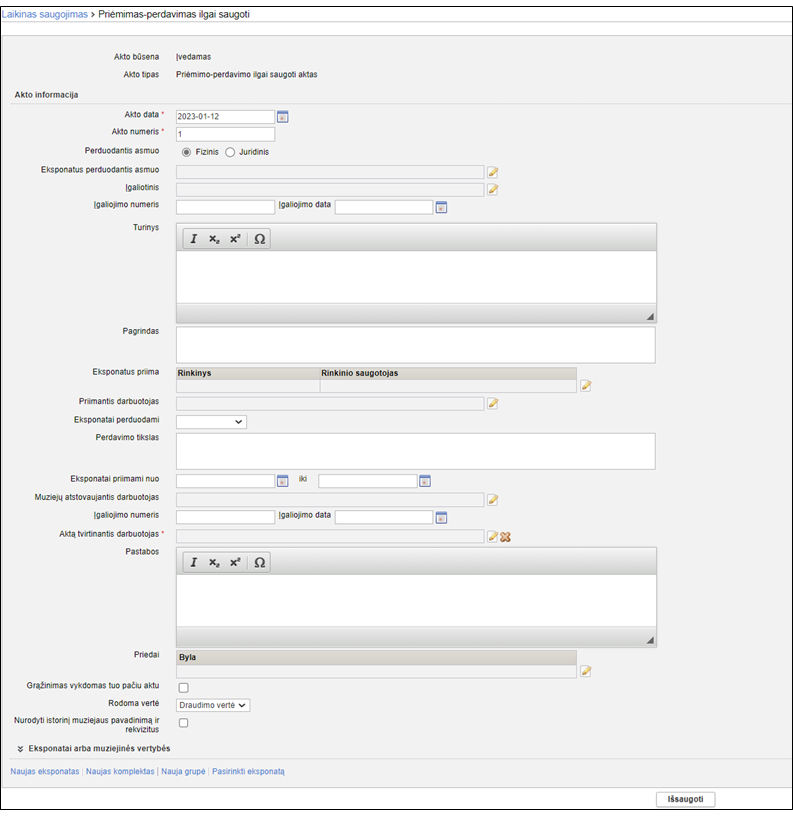 Laikinas saugojimas > Priėmimas-perdavimas ilgai saugoti
Akto būsena Įvedamas
Akto tipas Priėmimo-perdavimo ilgai saugoti aktas
Akto informacija
Akto data * 2023-01-12
Akto numeris * 1
Perduodantis asmuo Fizinis Juridinis
Eksponatus perduodantis asmuo
Įgaliotinis
Įgaliojimo numeris Įgaliojimo data
Turinys
I x₂ x² Ω
Pagrindas
Eksponatus priima Rinkinys Rinkinio saugotojas
Priimantis darbuotojas
Eksponatai perduodami
Perdavimo tikslas
Eksponatai priimami nuo iki
Muziejų atstovaujantis darbuotojas
Įgaliojimo numeris Įgaliojimo data
Aktą tvirtinantis darbuotojas *
Pastabos
I x₂ x² Ω
Priedai Byla
Grąžinimas vykdomas tuo pačiu aktu
Rodoma vertė Draudimo vertė
Nurodyti istorinį muziejaus pavadinimą ir
rekvizitus
Eksponatai arba muziejinės vertybės
Naujas eksponatas | Naujas komplektas | Nauja grupė | Pasirinkti eksponatą
Išsaugoti